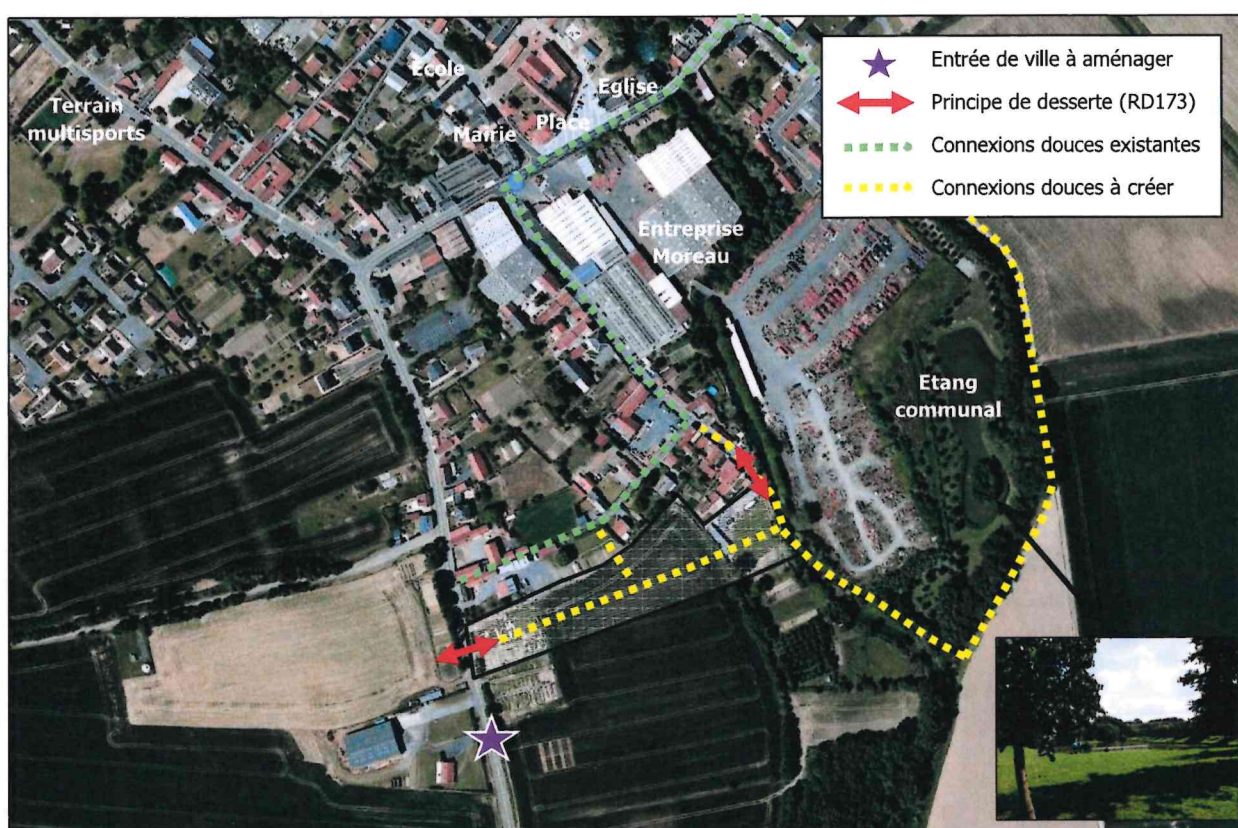 Entrée de ville à aménager
Principe de desserte (RD173)
Connexions douces existantes
Connexions douces à créer
Ecole
Eglise
Terrain
multisports
Place
Mairie
Entreprise
Moreau
Etang
communal